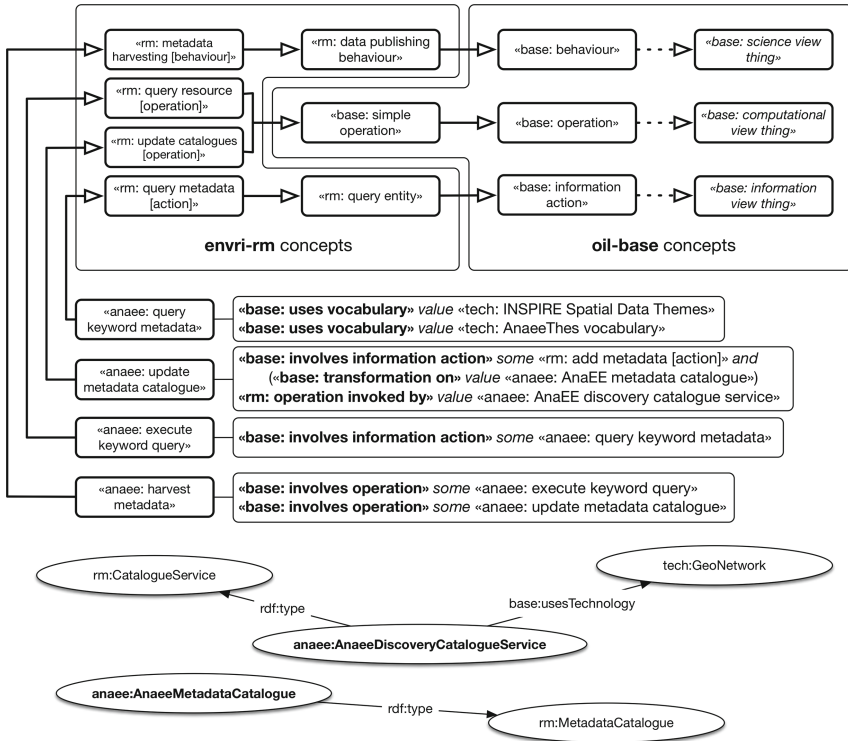 «rm: metadata
harvesting [behaviour]»
«rm: data publishing
behaviour»
«base: behaviour»
«base: science view
thing»
«rm: query resource
[operation]»
«rm: update catalogues
[operation]»
«base: simple
operation»
«base: operation»
«base: computational
view thing»
«rm: query metadata
[action]»
«rm: query entity»
«base: information
action»
«base: information
view thing»
envri-rm concepts
oil-base concepts
«anaee: query
keyword metadata»
«base: uses vocabulary» value «tech: INSPIRE Spatial Data Themes»
«base: uses vocabulary» value «tech: AnaeeThes vocabulary»
«anaee: update
metadata catalogue»
«base: involves information action» some «rm: add metadata [action]» and
(«base: transformation on» value «anaee: AnaEE metadata catalogue»)
«rm: operation invoked by» value «anaee: AnaEE discovery catalogue service»
«anaee: execute
keyword query»
«base: involves information action» some «anaee: query keyword metadata»
«anaee: harvest
metadata»
«base: involves operation» some «anaee: execute keyword query»
«base: involves operation» some «anaee: update metadata catalogue»
rm:CatalogueService
tech:GeoNetwork
rdf:type
base:usesTechnology
anaee:AnaeeDiscoveryCatalogueService
anaee:AnaeeMetadataCatalogue
rdf:type
rm:MetadataCatalogue